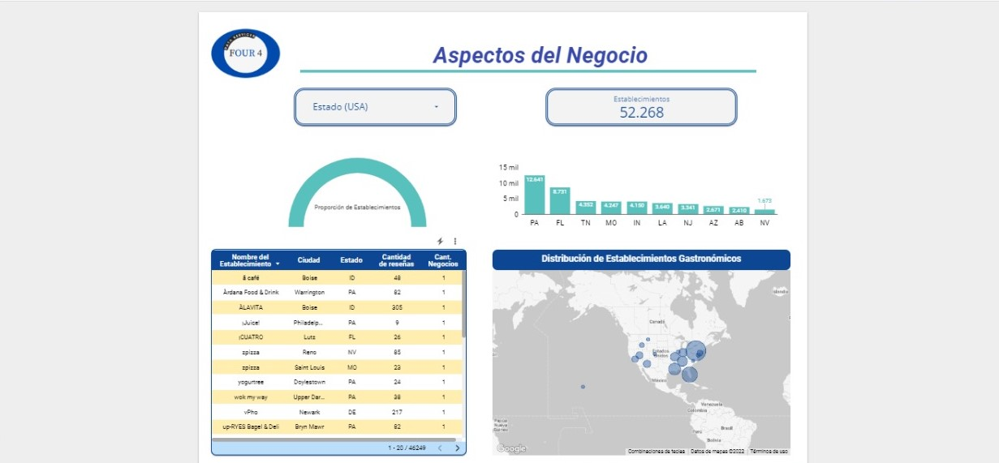 DATA SERVICES
FOUR 4
Aspectos del Negocio
Estado (USA)
Establecimientos
52.268
Proporción de Establecimientos
15 mil
10 mil
5 mil
0
12.641
8.731
4.352
4.247
4.150
3.640
3.341
2.671
2.410
1.673
PA FL TN MO IN LA NJ AZ AB NV
Nombre del Establecimiento Ciudad Estado Cantidad de reseñas Cant. Negocios
â café Boise ID 48 1
Àrdana Food & Drink Warrington PA 82 1
ÀLAVITA Boise ID 305 1
¡Juice! Philadelp... PA 9 1
¡CUATRO Lutz FL 26 1
zpizza Reno NV 85 1
zpizza Saint Louis MO 23 1
yogurtree Doylestown PA 24 1
wok my way Upper Dar... PA 38 1
vPho Newark DE 217 1
up-RYES Bagel & Deli Bryn Mawr PA 82 1
1 - 20 / 46249
Distribución de Establecimientos Gastronómicos
Islandia
Canadá
Estados
Unidos
México
Venezuela
Colombia
Perú
Brasil
Bolivia
Papúa
Nueva
Guinea
Google
Combinaciones de teclas
Datos de mapas ©2022
Términos de uso